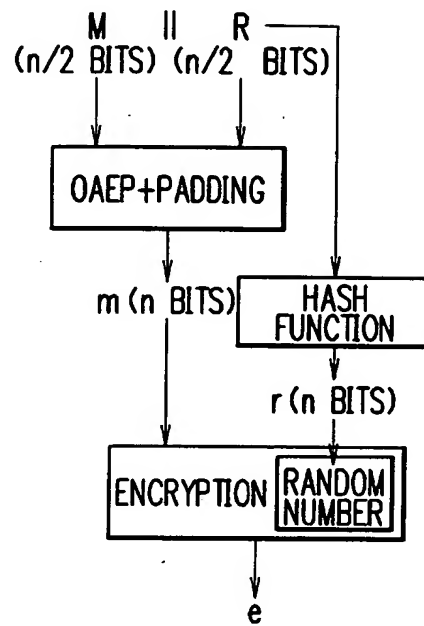 M || R
(n/2 BITS) (n/2 BITS)
OAEP+PADDING
m (n BITS)
HASH
FUNCTION
r (n BITS)
ENCRYPTION
RANDOM
NUMBER
e